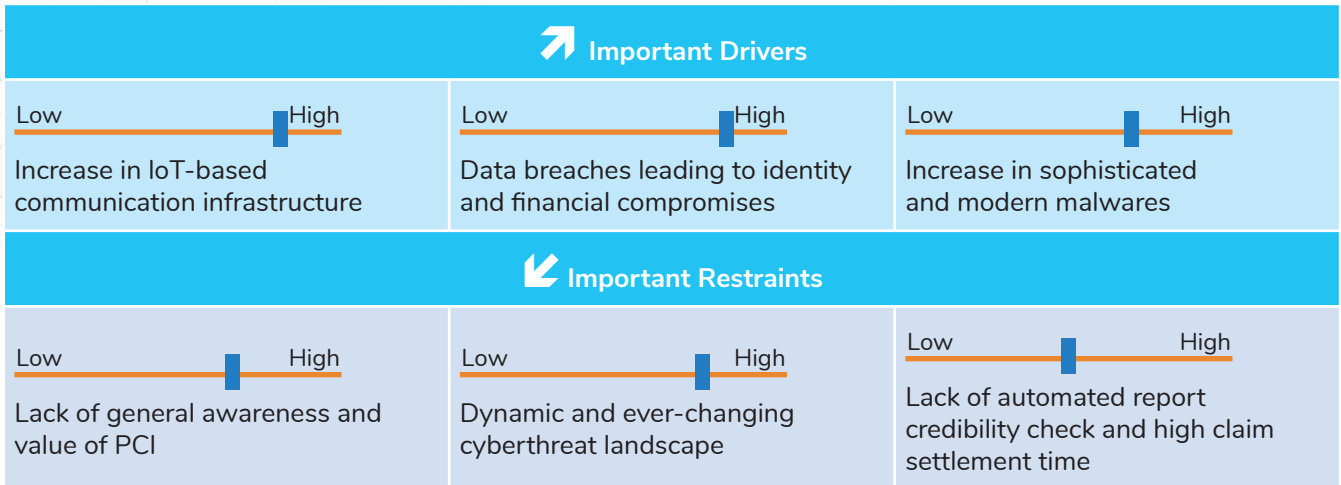 Important Drivers
Low High
Increase in IoT-based
communication infrastructure
Low High
Data breaches leading to identity
and financial compromises
Low High
Increase in sophisticated
and modern malwares
Important Restraints
Low High
Lack of general awareness and
value of PCI
Low High
Dynamic and ever-changing
cyberthreat landscape
Low High
Lack of automated report
credibility check and high claim
settlement time